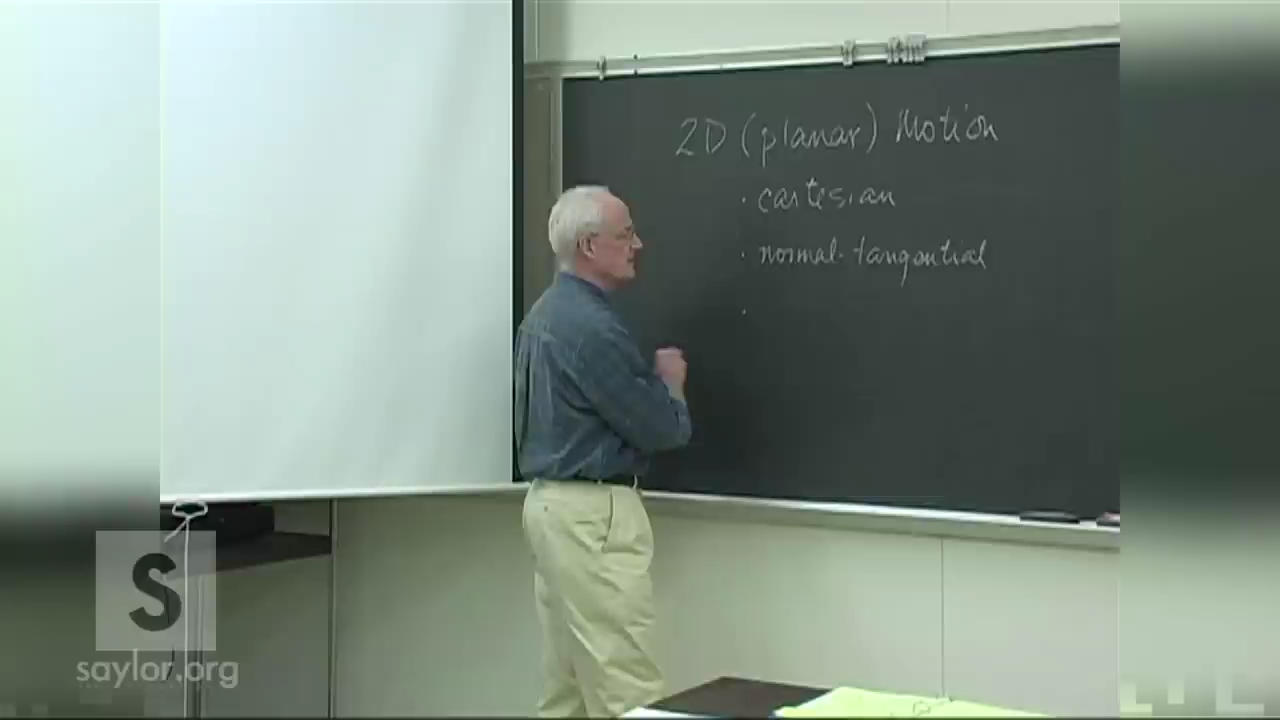 2D (planar) Motion
· cartesian
· normal-tangential
·
S
saylor.org